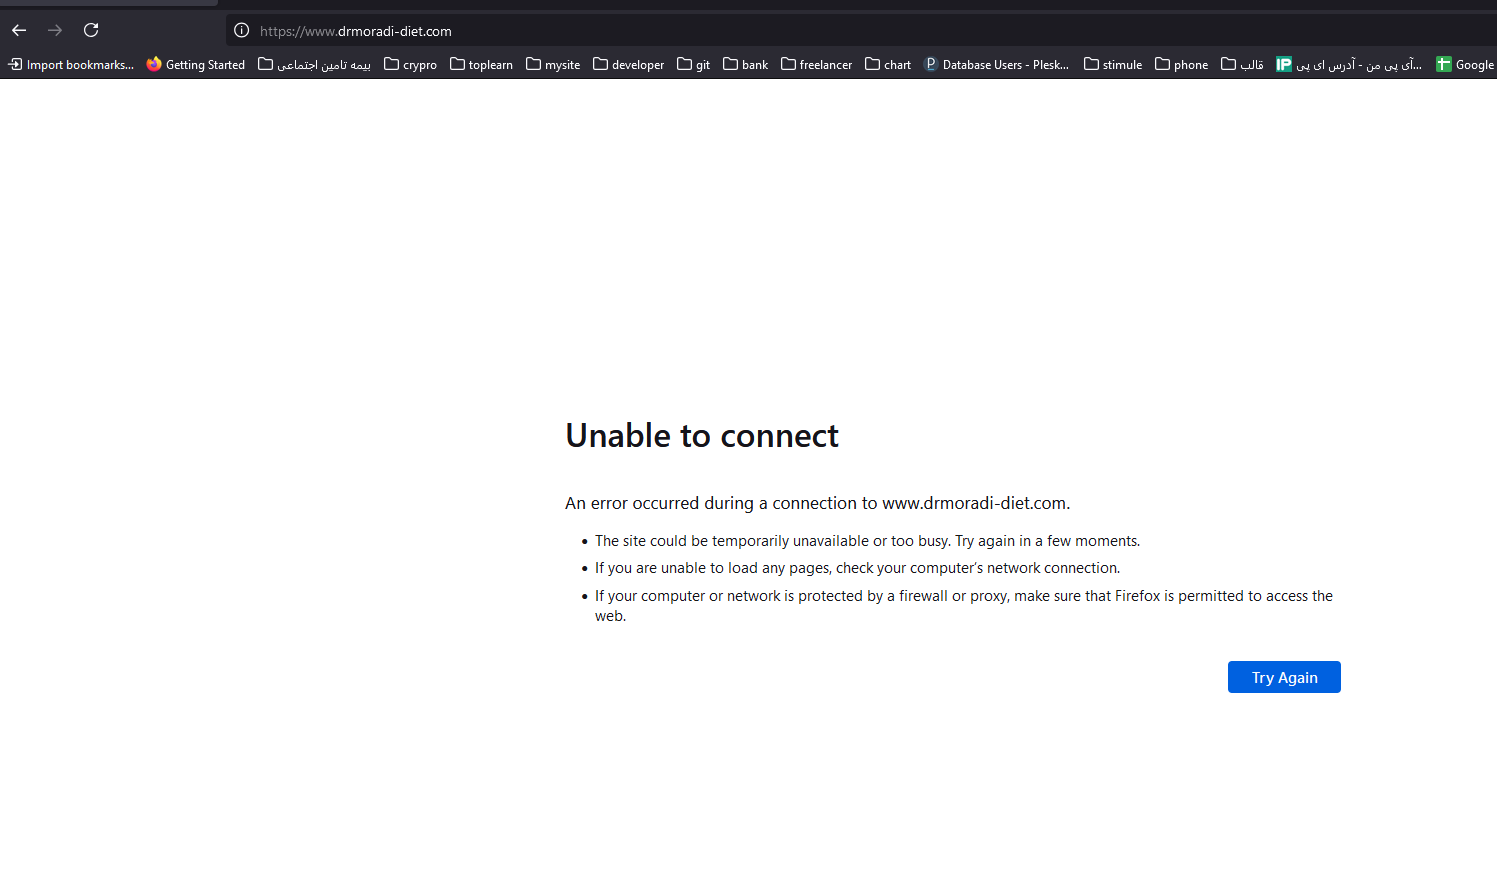 https://www.drmoradi-diet.com
Import bookmarks... Getting Started بیمه تامین اجتماعی crypro toplearn mysite developer git bank freelancer chart Database Users - Plesk... stimule phone قالب آی پی من - آدرس ای پی... Google
Unable to connect
An error occurred during a connection to www.drmoradi-diet.com.
• The site could be temporarily unavailable or too busy. Try again in a few moments.
• If you are unable to load any pages, check your computer’s network connection.
• If your computer or network is protected by a firewall or proxy, make sure that Firefox is permitted to access the
web.
Try Again